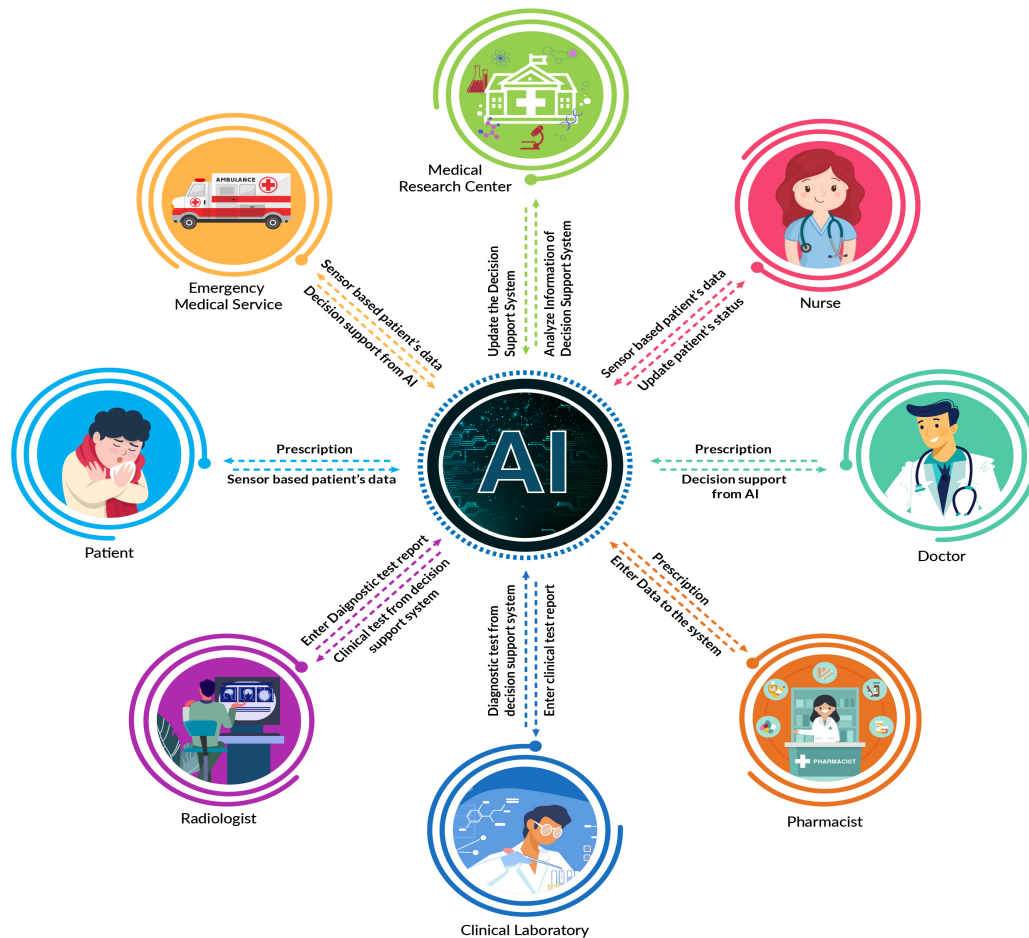 Medical
Research Center
AMBULANCE
Emergency
Medical Service
Nurse
Update the Decision
Support System
Analyze Information of
Decision Support System
Sensor based patient's data
Decision support from AI
Sensor based patient's data
Update patient's status
AI
Prescription
Sensor based patient's data
Patient
Prescription
Decision support
from AI
Doctor
Enter Daignostic test report
Clinical test from decision
support system
Diagnostic test from
decision support system
Enter clinical test report
Prescription
Enter Data to the system
Radiologist
PHARMACIST
Pharmacist
Clinical Laboratory